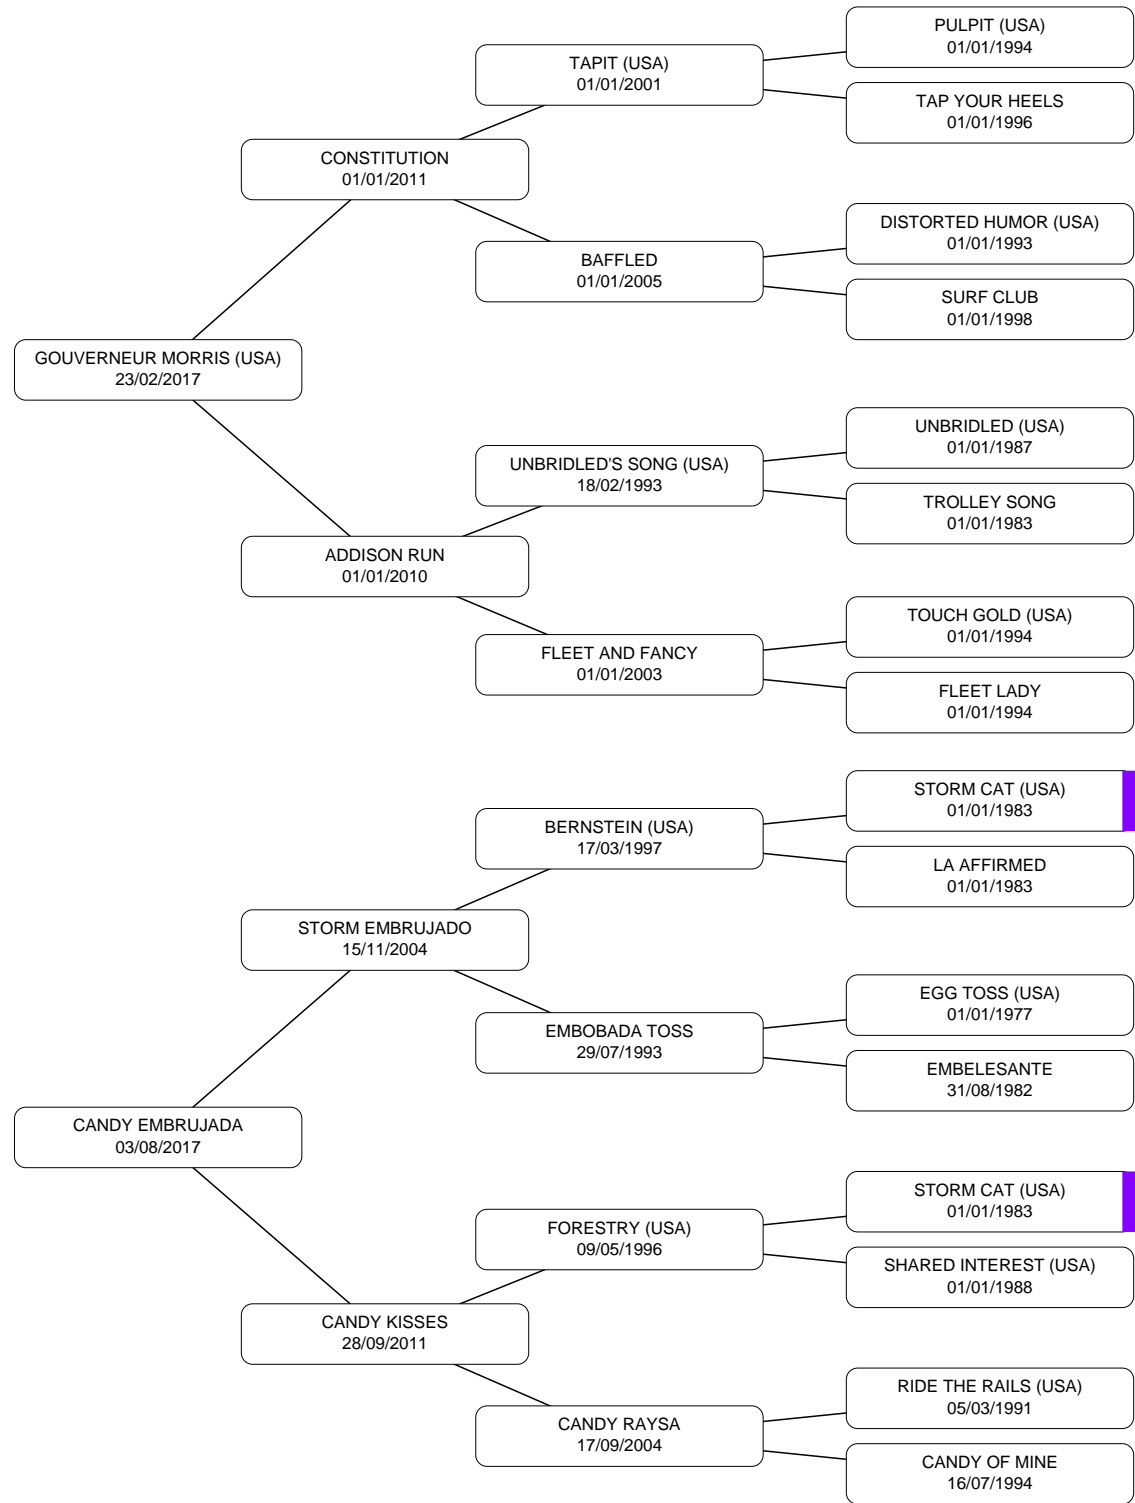 PULPIT (USA)
01/01/1994
TAPIT (USA)
01/01/2001
TAP YOUR HEELS
01/01/1996
CONSTITUTION
01/01/2011
DISTORTED HUMOR (USA)
01/01/1993
BAFFLED
01/01/2005
SURF CLUB
01/01/1998
GOUVERNEUR MORRIS (USA)
23/02/2017
UNBRIDLED (USA)
01/01/1987
UNBRIDLED'S SONG (USA)
18/02/1993
TROLLEY SONG
01/01/1983
ADDISON RUN
01/01/2010
TOUCH GOLD (USA)
01/01/1994
FLEET AND FANCY
01/01/2003
FLEET LADY
01/01/1994
STORM CAT (USA)
01/01/1983
BERNSTEIN (USA)
17/03/1997
LA AFFIRMED
01/01/1983
STORM EMBRUJADO
15/11/2004
EGG TOSS (USA)
01/01/1977
EMBOBADA TOSS
29/07/1993
EMBELESANTE
31/08/1982
CANDY EMBRUJADA
03/08/2017
STORM CAT (USA)
01/01/1983
FORESTRY (USA)
09/05/1996
SHARED INTEREST (USA)
01/01/1988
CANDY KISSES
28/09/2011
RIDE THE RAILS (USA)
05/03/1991
CANDY RAYSA
17/09/2004
CANDY OF MINE
16/07/1994